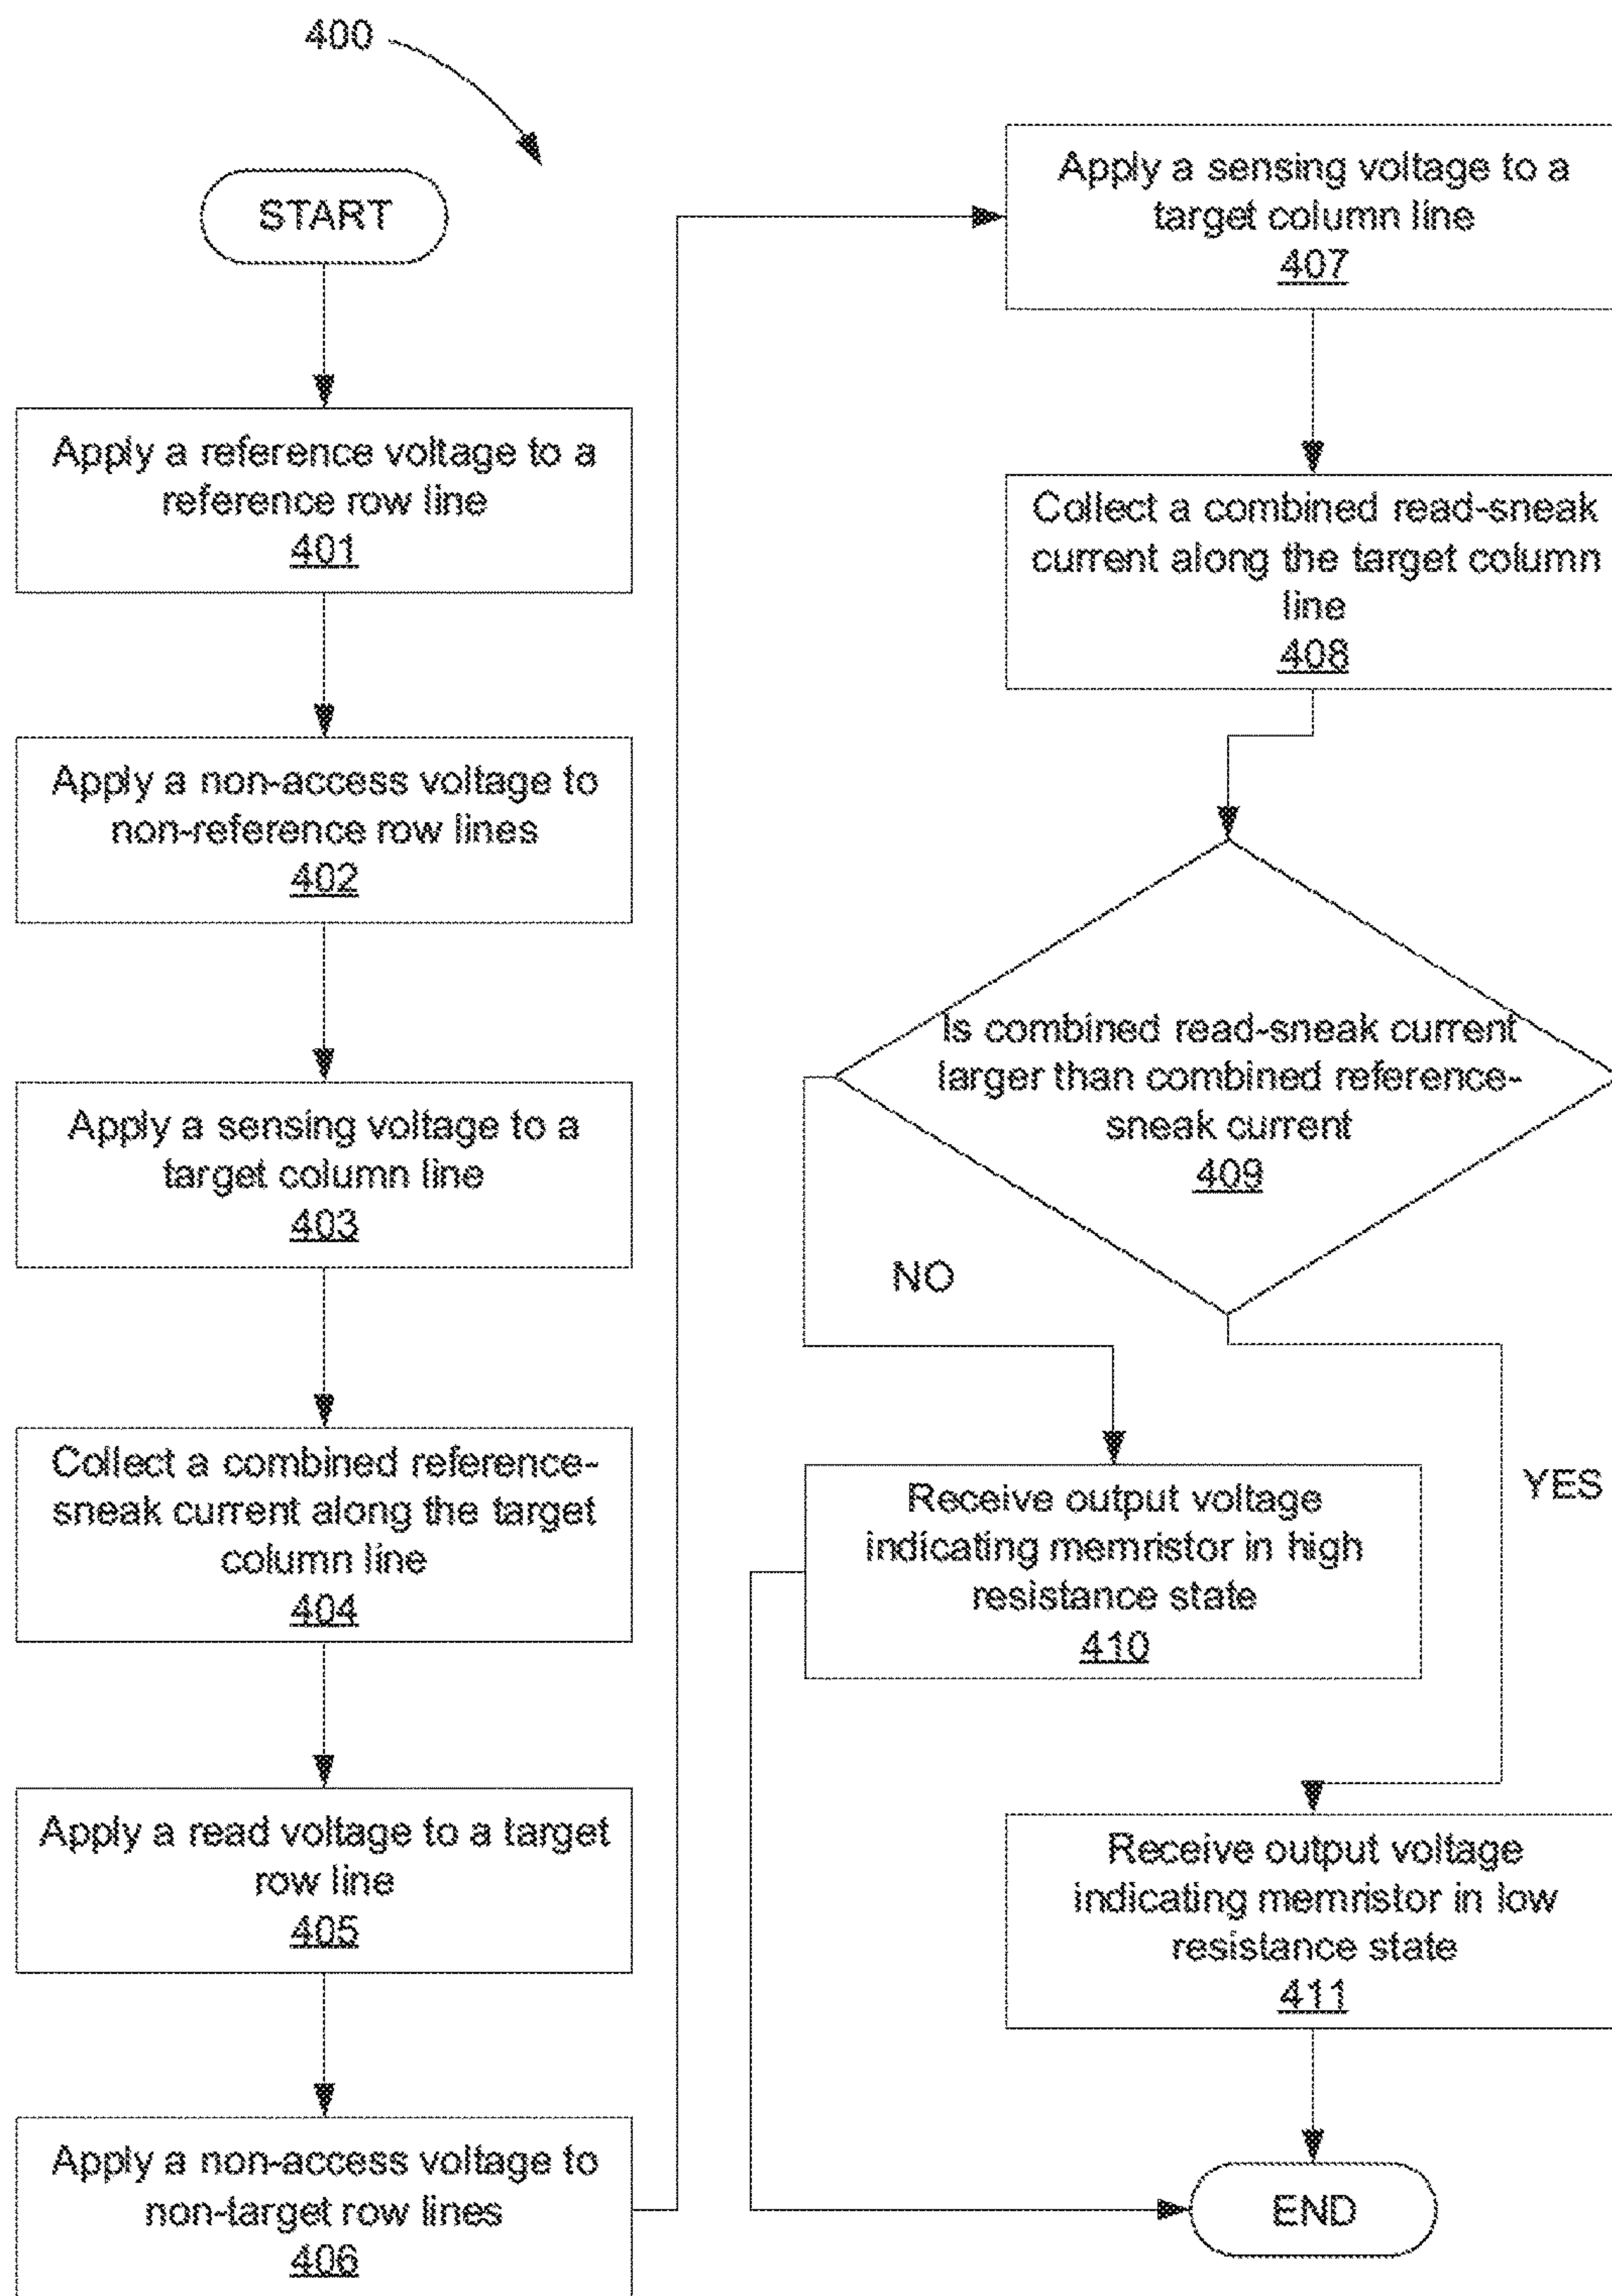 400
START
Apply a reference voltage to a
reference row line
401
Apply a non-access voltage to
non-reference row lines
402
Apply a sensing voltage to a
target column line
403
Collect a combined reference-
sneak current along the target
column line
404
Apply a read voltage to a target
row line
405
Apply a non-access voltage to
non-target row lines
406
Apply a sensing voltage to a
target column line
407
Collect a combined read-sneak
current along the target column
line
408
Is combined read-sneak current
larger than combined reference-
sneak current
409
NO
YES
Receive output voltage
indicating memristor in high
resistance state
410
Receive output voltage
indicating memristor in low
resistance state
411
END